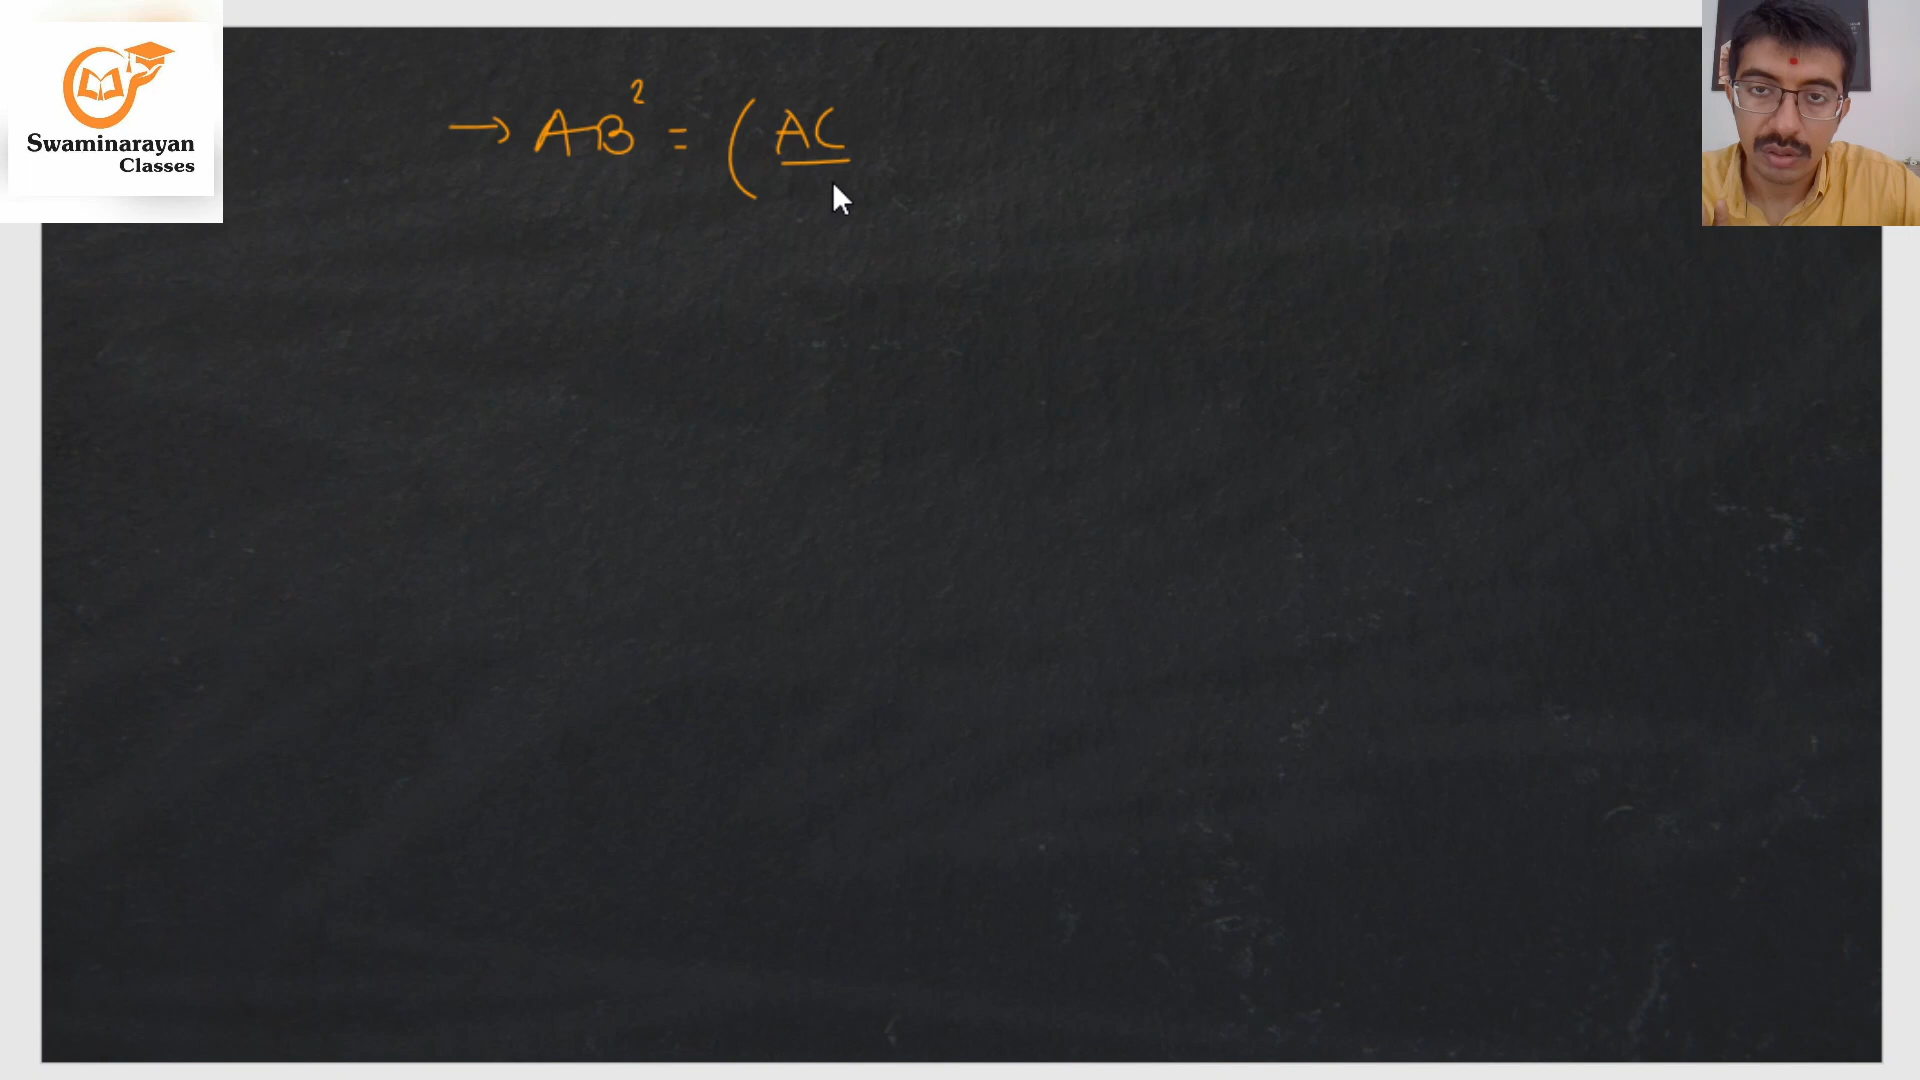 Swaminarayan
Classes
→ AB² = ( AC